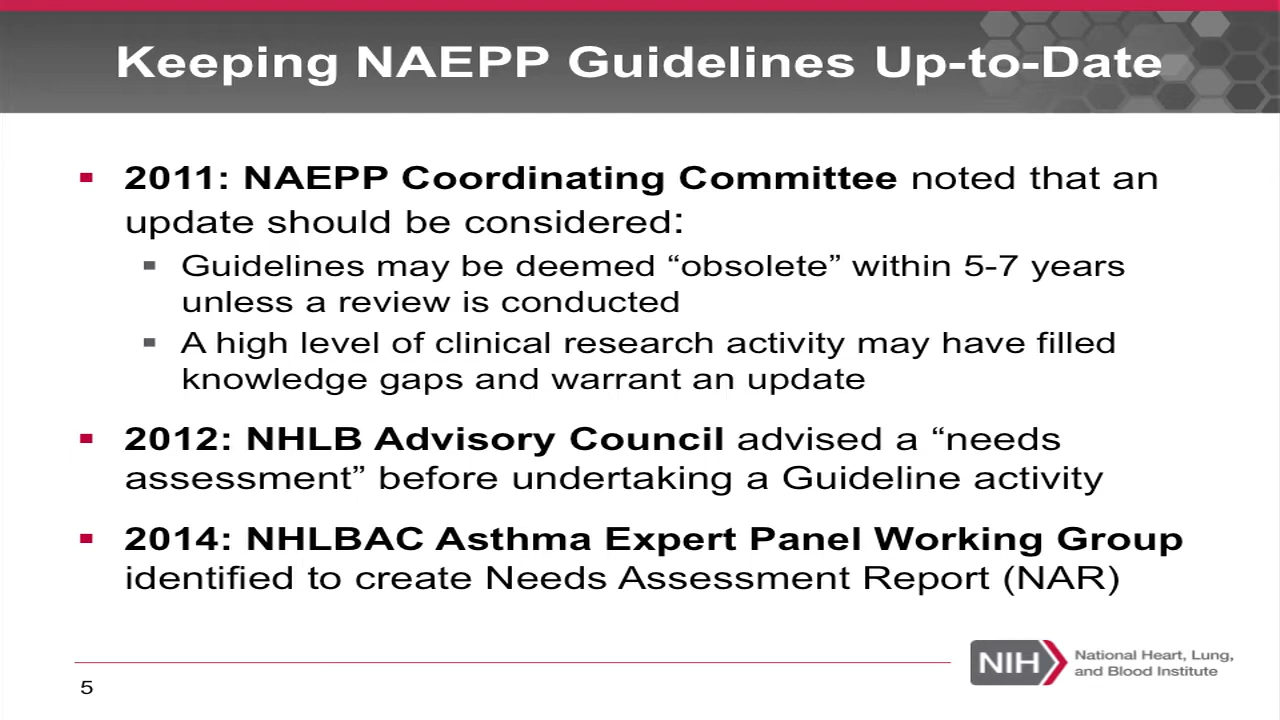 Keeping NAEPP Guidelines Up-to-Date
2011: NAEPP Coordinating Committee noted that an
update should be considered:
Guidelines may be deemed “obsolete” within 5-7 years
unless a review is conducted
A high level of clinical research activity may have filled
knowledge gaps and warrant an update
2012: NHLB Advisory Council advised a “needs
assessment” before undertaking a Guideline activity
2014: NHLBAC Asthma Expert Panel Working Group
identified to create Needs Assessment Report (NAR)
5
NIH
National Heart, Lung,
and Blood Institute